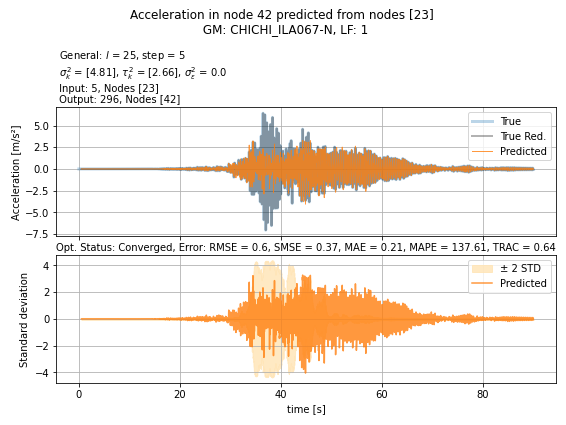 Acceleration in node 42 predicted from nodes [23]
GM: CHICHI_ILA067-N, LF: 1
General: l = 25, step = 5
σ²ₖ = [4.81], τ²ₖ = [2.66], σ²ε = 0.0
Input: 5, Nodes [23]
Output: 296, Nodes [42]
True
True Red.
Predicted
Acceleration [m/s²]
5.0
2.5
0.0
−2.5
−5.0
−7.5
Opt. Status: Converged, Error: RMSE = 0.6, SMSE = 0.37, MAE = 0.21, MAPE = 137.61, TRAC = 0.64
± 2 STD
Predicted
Standard deviation
4
2
0
−2
−4
0 20 40 60 80
time [s]